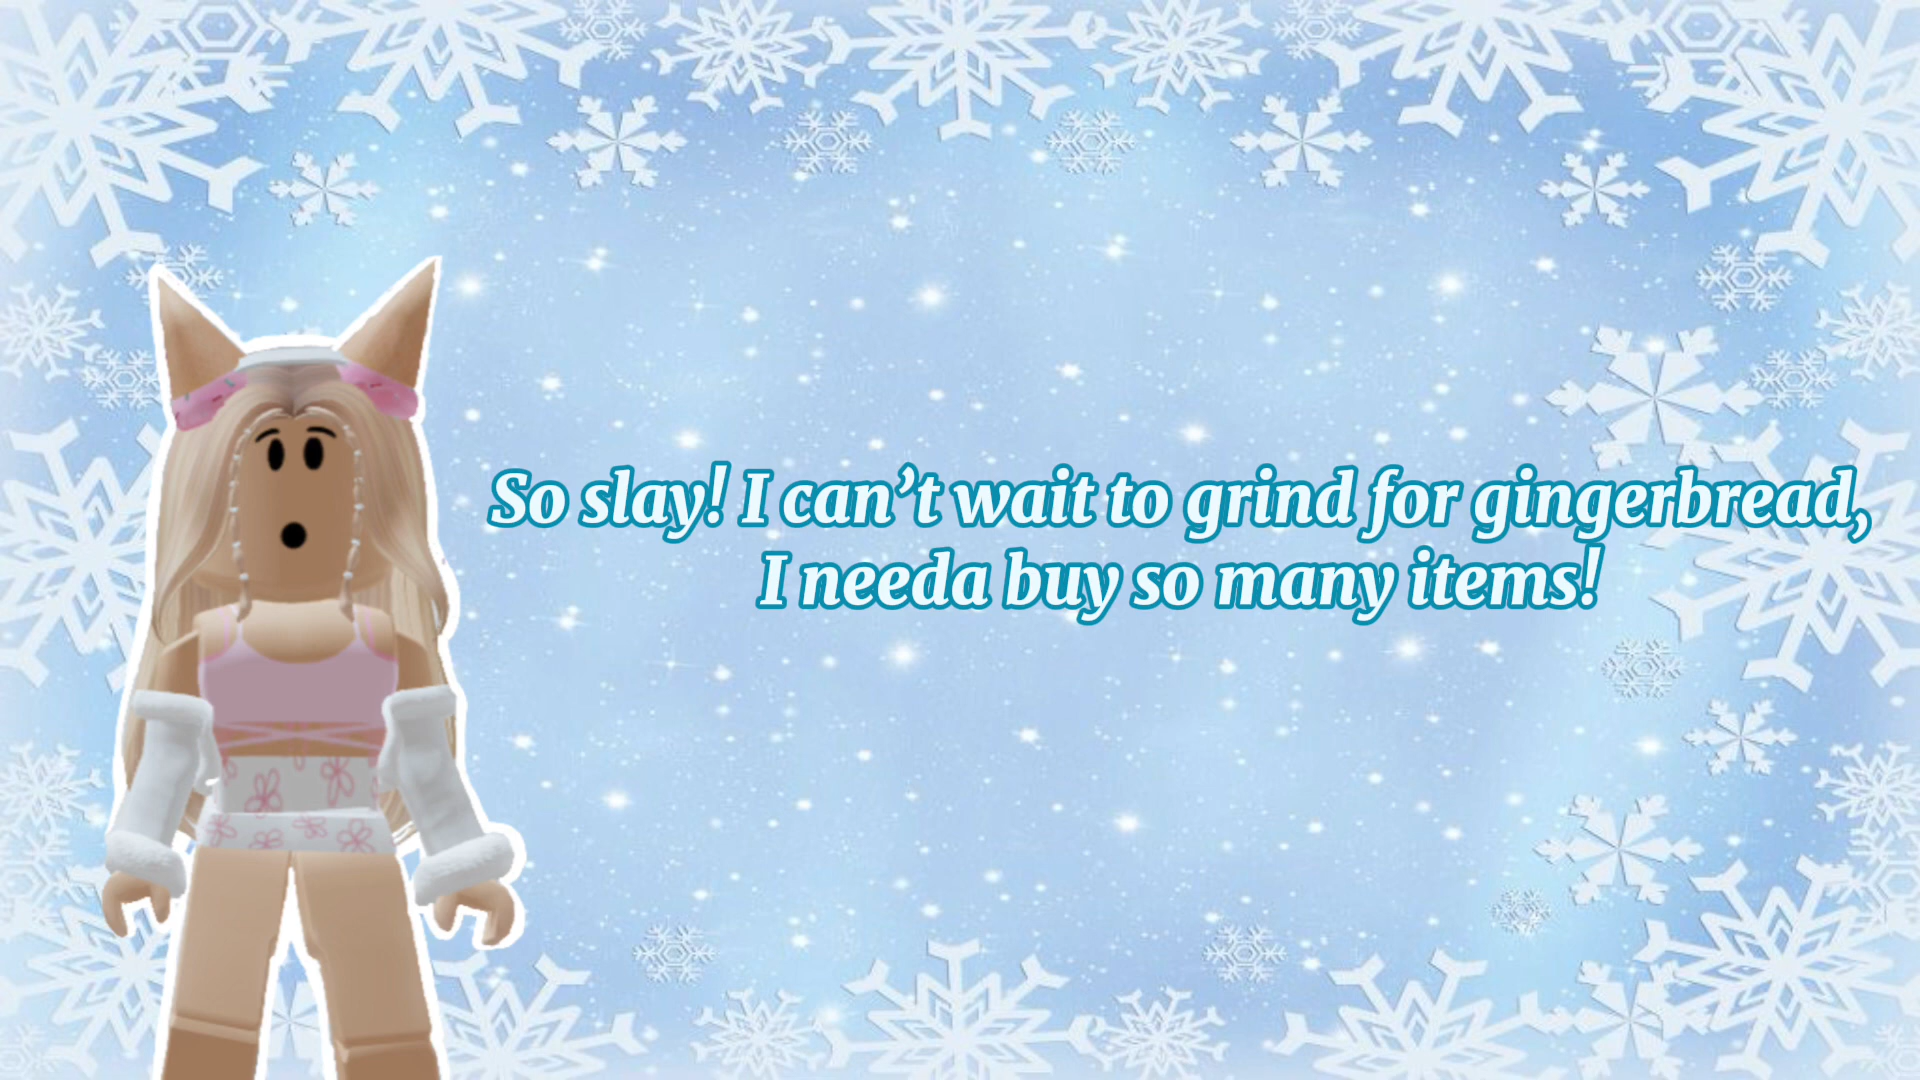 So slay! I can’t wait to grind for gingerbread,
I needa buy so many items!